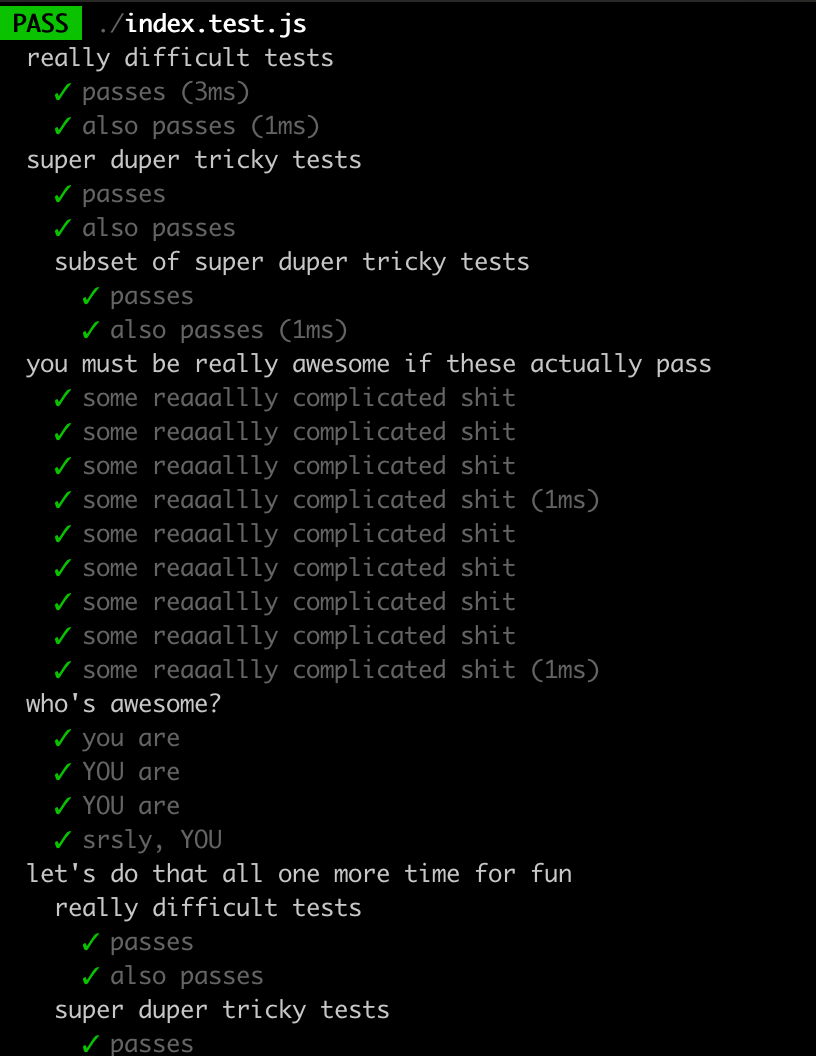 PASS ./index.test.js
really difficult tests
✓ passes (3ms)
✓ also passes (1ms)
super duper tricky tests
✓ passes
✓ also passes
subset of super duper tricky tests
✓ passes
✓ also passes (1ms)
you must be really awesome if these actually pass
✓ some reaaallly complicated shit
✓ some reaaallly complicated shit
✓ some reaaallly complicated shit
✓ some reaaallly complicated shit (1ms)
✓ some reaaallly complicated shit
✓ some reaaallly complicated shit
✓ some reaaallly complicated shit
✓ some reaaallly complicated shit
✓ some reaaallly complicated shit (1ms)
who's awesome?
✓ you are
✓ YOU are
✓ YOU are
✓ srsly, YOU
let's do that all one more time for fun
really difficult tests
✓ passes
✓ also passes
super duper tricky tests
✓ passes